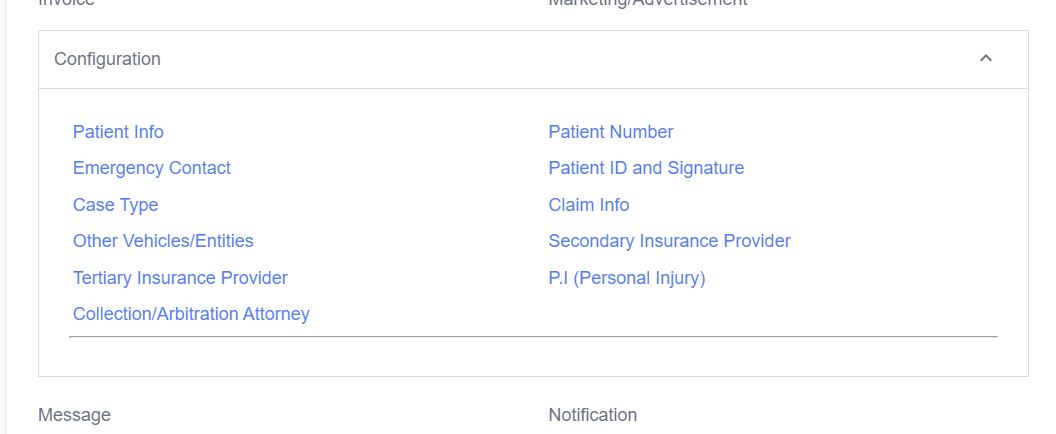 Invoice
Marketing/Advertisement
Configuration
Patient Info
Patient Number
Emergency Contact
Patient ID and Signature
Case Type
Claim Info
Other Vehicles/Entities
Secondary Insurance Provider
Tertiary Insurance Provider
P.I (Personal Injury)
Collection/Arbitration Attorney
Message
Notification